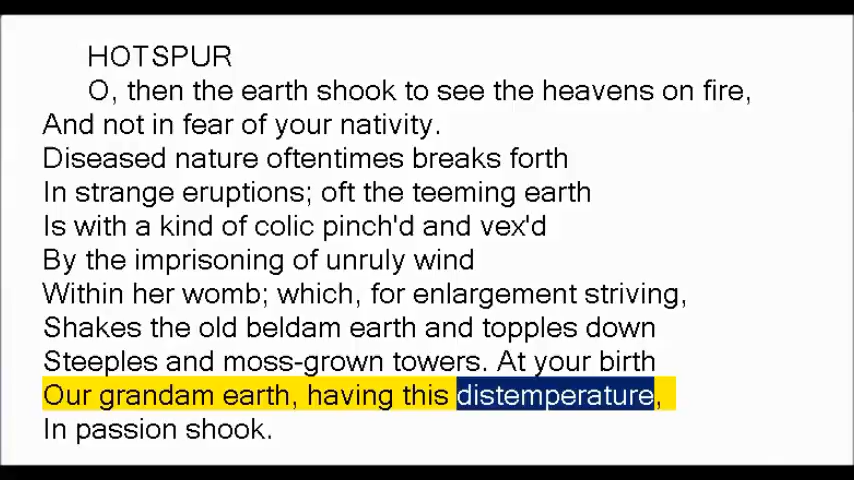 HOTSPUR
O, then the earth shook to see the heavens on fire,
And not in fear of your nativity.
Diseased nature oftentimes breaks forth
In strange eruptions; oft the teeming earth
Is with a kind of colic pinch'd and vex'd
By the imprisoning of unruly wind
Within her womb; which, for enlargement striving,
Shakes the old beldam earth and topples down
Steeples and moss-grown towers. At your birth
Our grandam earth, having this distemperature,
In passion shook.